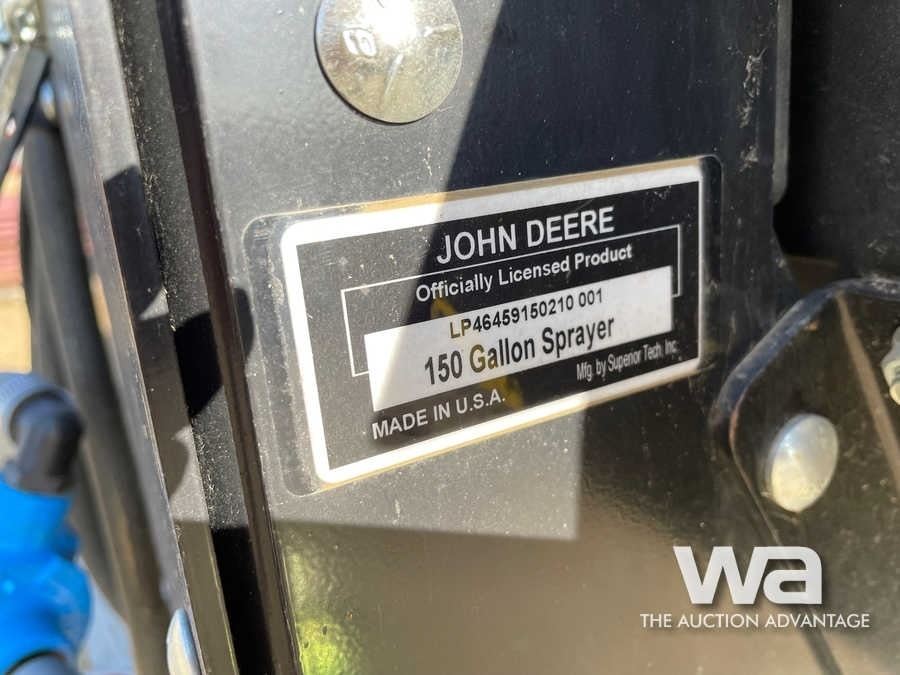 JOHN DEERE
Officially Licensed Product
LP46459150210 001
150 Gallon Sprayer
Mfg. by Superior Tech, Inc.
MADE IN U.S.A.
wa
THE AUCTION ADVANTAGE